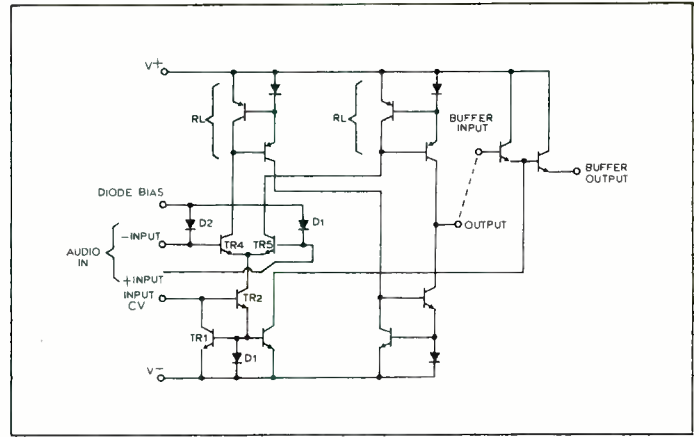 V+
RL
RL
BUFFER
INPUT
BUFFER
OUTPUT
DIODE BIAS
D2
D1
-INPUT
TR4
TR5
OUTPUT
AUDIO
IN
+INPUT
INPUT
CV
TR2
TR1
D1
V-